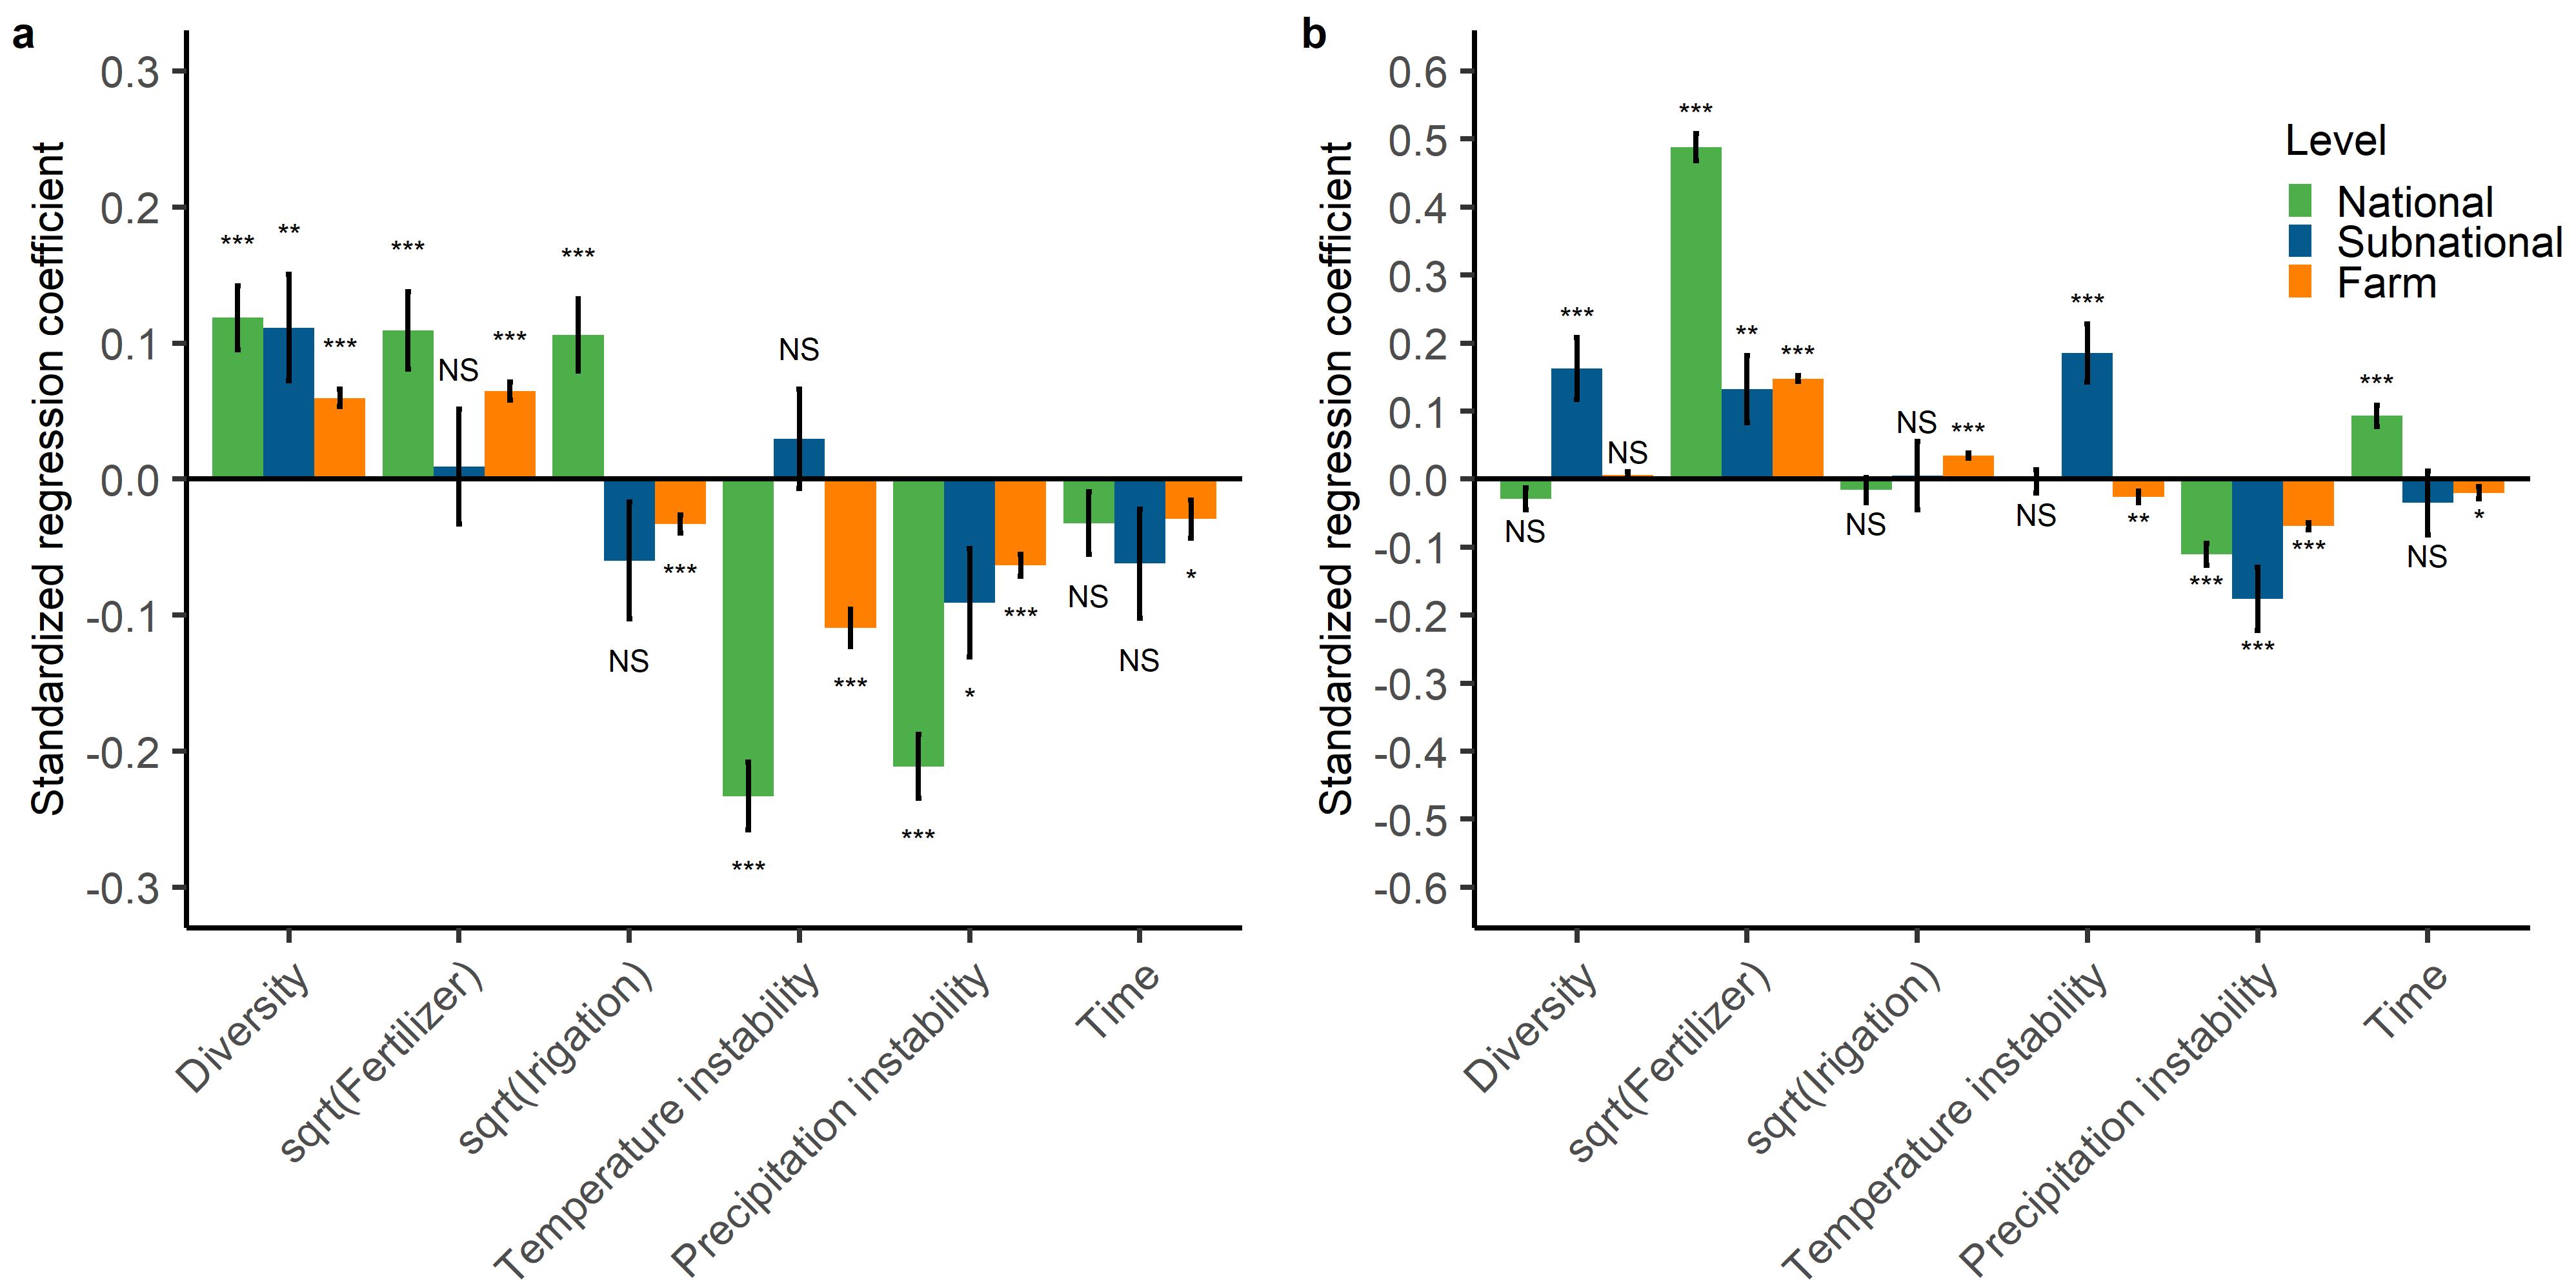 a
Standardized regression coefficient
0.3
0.2
0.1
0.0
-0.1
-0.2
-0.3
*** ** ***
*** NS ***
*** NS ***
*** NS ***
*** * ***
NS NS *
Diversity
sqrt(Fertilizer)
sqrt(Irigation)
Temperature instability
Precipitation instability
Time
b
Standardized regression coefficient
0.6
0.5
0.4
0.3
0.2
0.1
0.0
-0.1
-0.2
-0.3
-0.4
-0.5
-0.6
NS *** NS
*** ** ***
NS NS ***
NS *** **
*** *** ***
*** NS *
Diversity
sqrt(Fertilizer)
sqrt(Irigation)
Temperature instability
Precipitation instability
Time
Level
National
Subnational
Farm